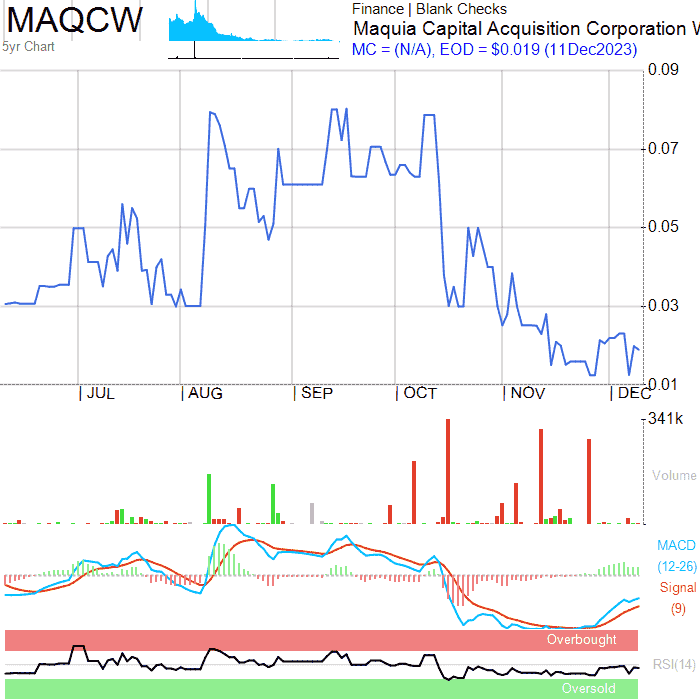 MAQCW
5yr Chart
Finance | Blank Checks
Maquia Capital Acquisition Corporation W
MC = (N/A), EOD = $0.019 (11Dec2023)
0.09
0.07
0.05
0.03
0.01
JUL
AUG
SEP
OCT
NOV
DEC
341k
Volume
MACD
(12-26)
Signal
(9)
Overbought
RSI(14)
Oversold